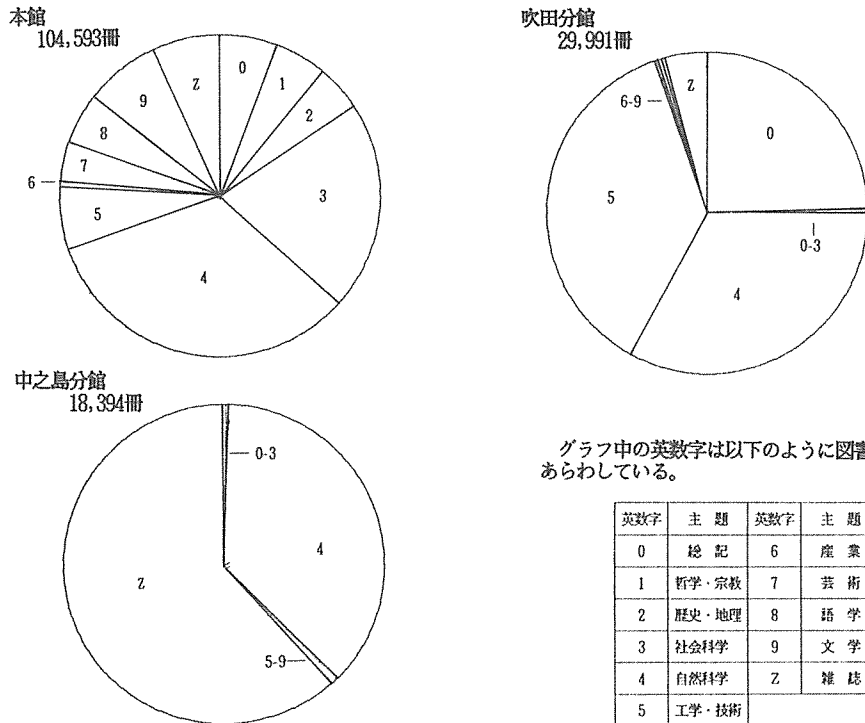 本館
104,593冊
0
1
2
3
4
5
6
7
8
9
Z
吹田分館
29,991冊
0
0-3
4
5
6-9
Z
中之島分館
18,394冊
0-3
4
5-9
Z
グラフ中の英数字は以下のように図書
あらわしている。
英数字 主 題 英数字 主 題
0 総 記 6 産 業
1 哲学・宗教 7 芸 術
2 歴史・地理 8 語 学
3 社会科学 9 文 学
4 自然科学 Z 雑 誌
5 工学・技術